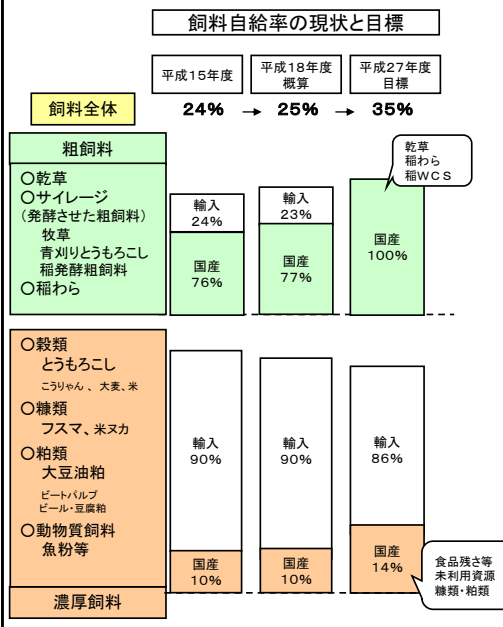 飼料自給率の現状と目標
平成15年度
平成18年度
概算
平成27年度
目標
飼料全体
24% → 25% → 35%
粗飼料
○乾草
○サイレージ
(発酵させた粗飼料)
牧草
青刈りとうもろこし
稲発酵粗飼料
○稲わら
輸入
24%
国産
76%
輸入
23%
国産
77%
国産
100%
乾草
稲わら
稲WCS
○穀類
とうもろこし
こうりゃん 、大麦、米
○糠類
フスマ、米ヌカ
○粕類
大豆油粕
ビートパルプ
ビール・豆腐粕
○動物質飼料
魚粉等
濃厚飼料
輸入
90%
国産
10%
輸入
90%
国産
10%
輸入
86%
国産
14%
食品残さ等
未利用資源
糠類・粕類